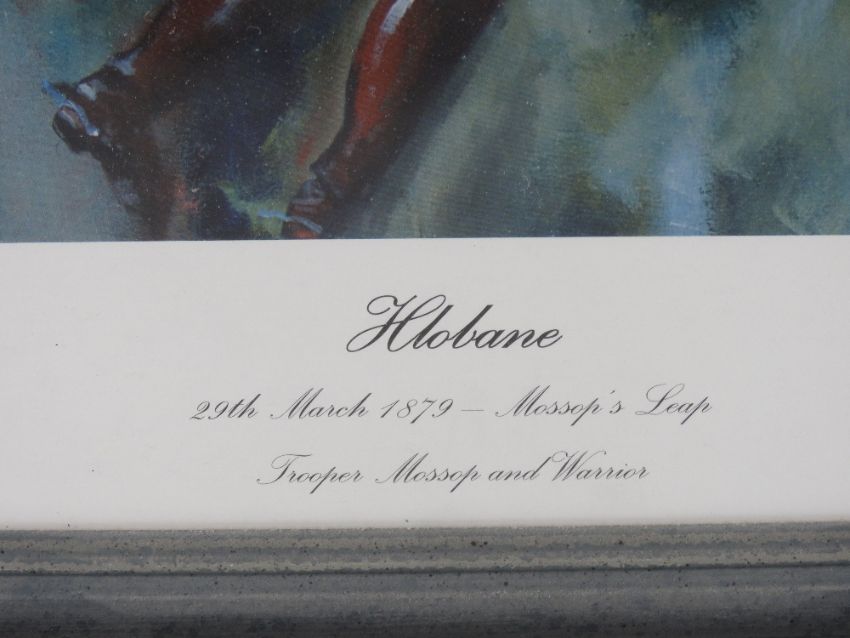 Hlobane
29th March 1879 – Mossop's Leap
Trooper Mossop and Warrior